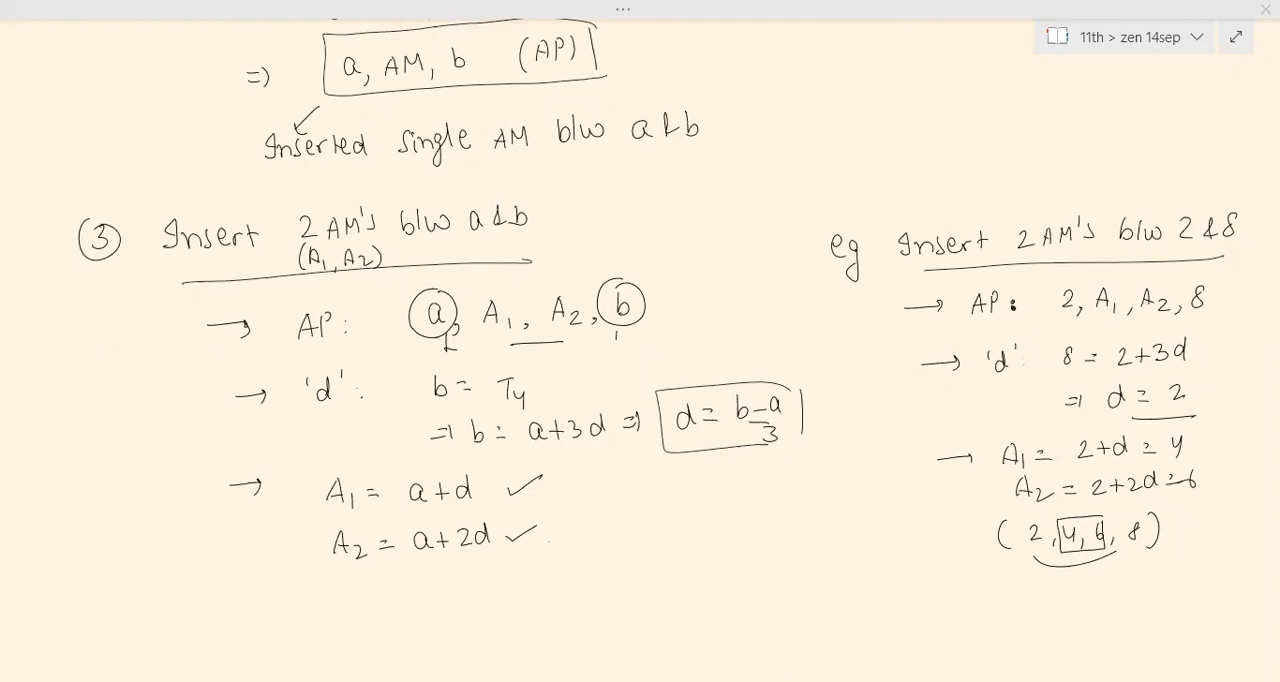 11th > zen 14sep
=> a, AM, b (AP)
Inserted single AM b/w a & b
③ Insert 2 AM's b/w a & b
(A₁, A₂)
→ AP: a, A₁, A₂, b
→ 'd': b = T₄
=> b = a+3d => d = b-a/3
→ A₁ = a+d ✓
A₂ = a+2d ✓
eg Insert 2 AM's b/w 2 & 8
→ AP: 2, A₁, A₂, 8
→ 'd' 8 = 2+3d
=> d = 2
→ A₁ = 2+d = 4
A₂ = 2+2d = 6
(2, 4, 6, 8)